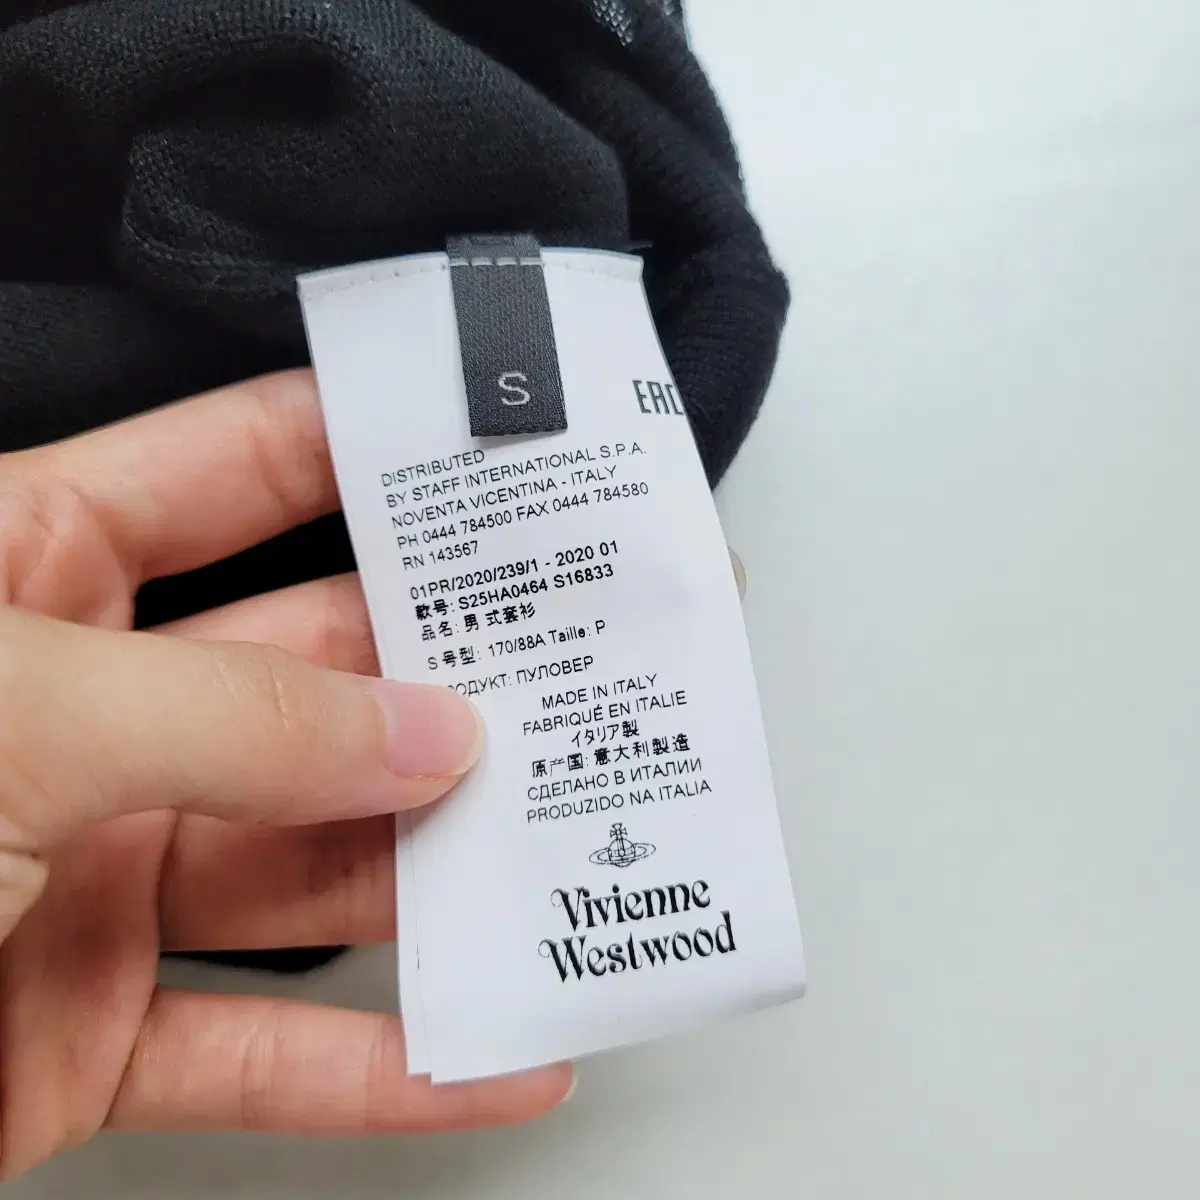 S
EAC
DISTRIBUTED
BY STAFF INTERNATIONAL S.P.A.
NOVENTA VICENTINA - ITALY
PH 0444 784500 FAX 0444 784580
RN 143567
01PR/2020/239/1 - 2020 01
款号: S25HA0464 S16833
品名: 男 式套衫
S 号型: 170/88A Taille: P
ОДУКТ: ПУЛОВЕР
MADE IN ITALY
FABRIQUÉ EN ITALIE
イタリア製
原产国: 意大利製造
СДЕЛАНО В ИТАЛИИ
PRODUZIDO NA ITALIA
Vivienne
Westwood